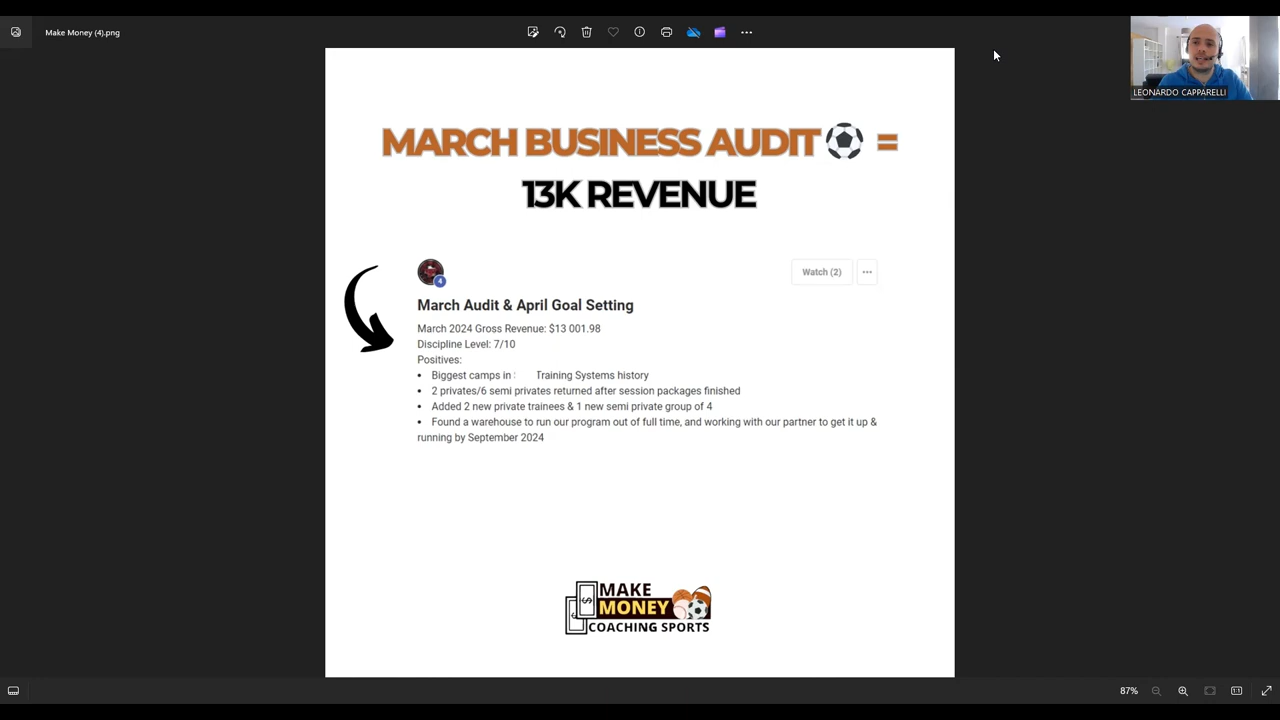 Make Money (4).png
LEONARDO CAPPARELLI
MARCH BUSINESS AUDIT =
13K REVENUE
4
Watch (2)
March Audit & April Goal Setting
March 2024 Gross Revenue: $13 001.98
Discipline Level: 7/10
Positives:
• Biggest camps in Training Systems history
• 2 privates/6 semi privates returned after session packages finished
• Added 2 new private trainees & 1 new semi private group of 4
• Found a warehouse to run our program out of full time, and working with our partner to get it up &
running by September 2024
MAKE
MONEY
COACHING SPORTS
87%